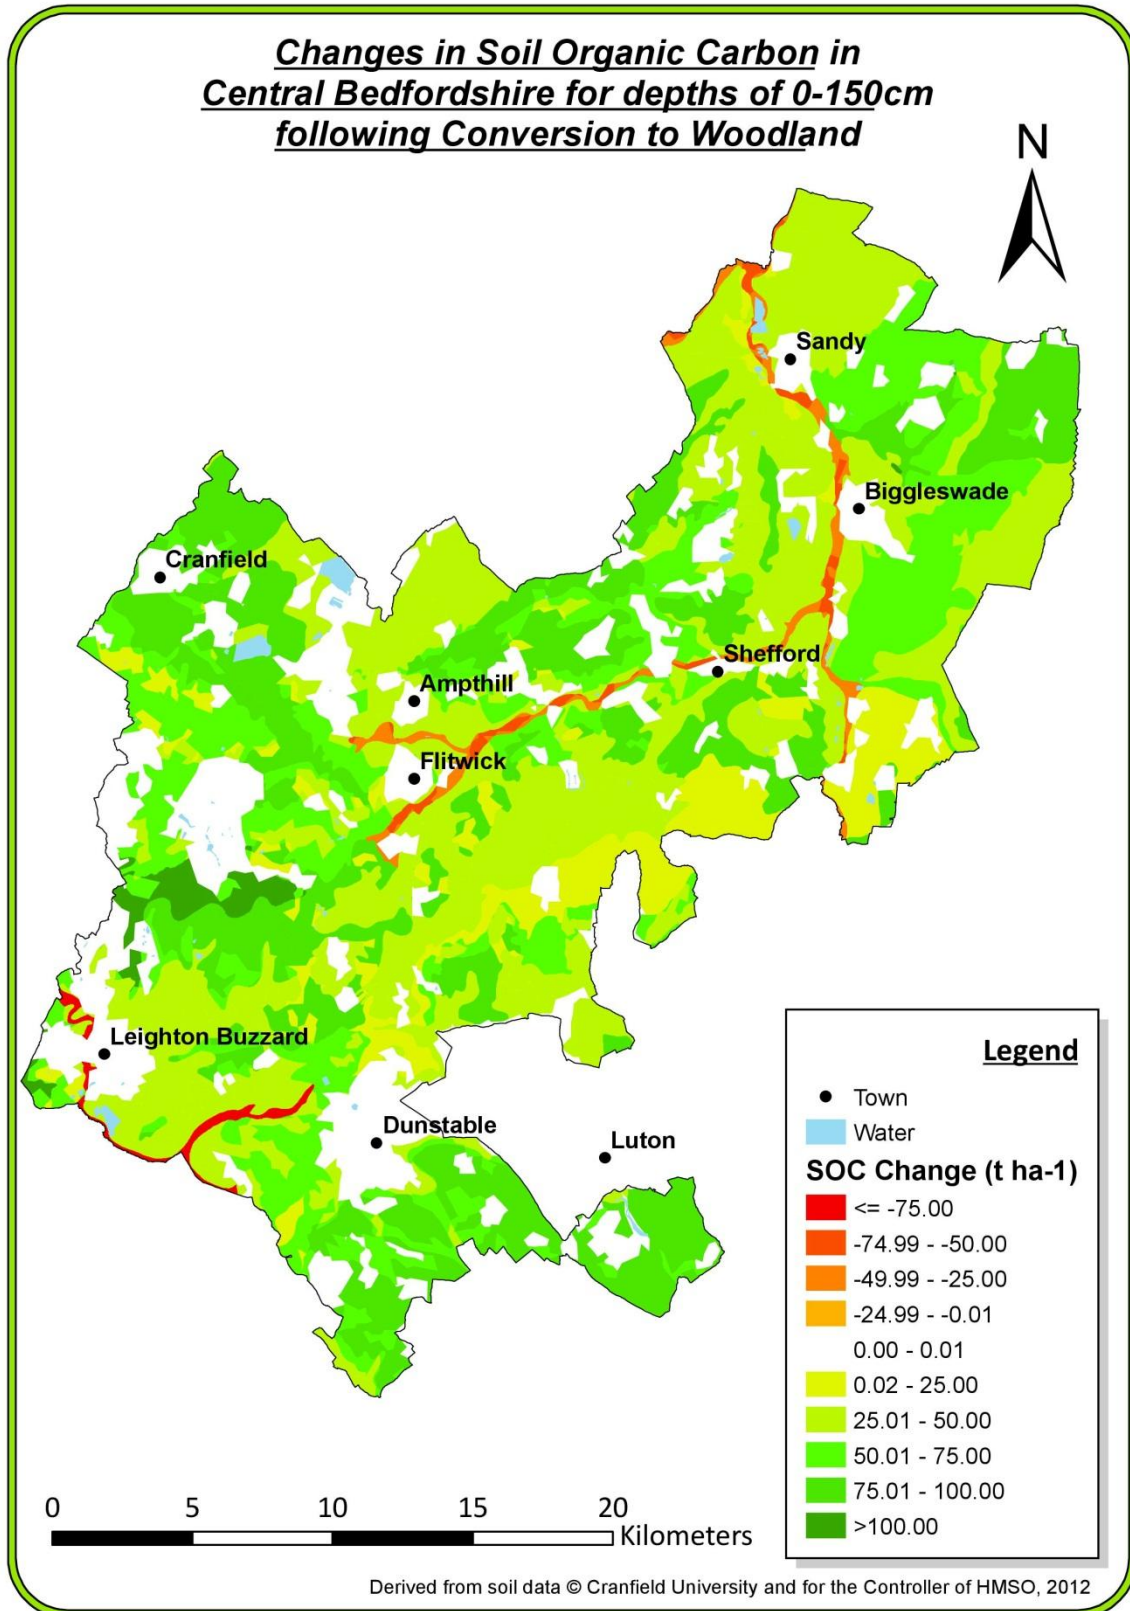 Changes in Soil Organic Carbon in
Central Bedfordshire for depths of 0-150cm
following Conversion to Woodland
N
Sandy
Biggleswade
Cranfield
Shefford
Ampthill
Flitwick
Leighton Buzzard
Dunstable
Luton
Legend
Town
Water
SOC Change (t ha-1)
<= -75.00
-74.99 - -50.00
-49.99 - -25.00
-24.99 - -0.01
0.00 - 0.01
0.02 - 25.00
25.01 - 50.00
50.01 - 75.00
75.01 - 100.00
>100.00
0 5 10 15 20
Kilometers
Derived from soil data © Cranfield University and for the Controller of HMSO, 2012